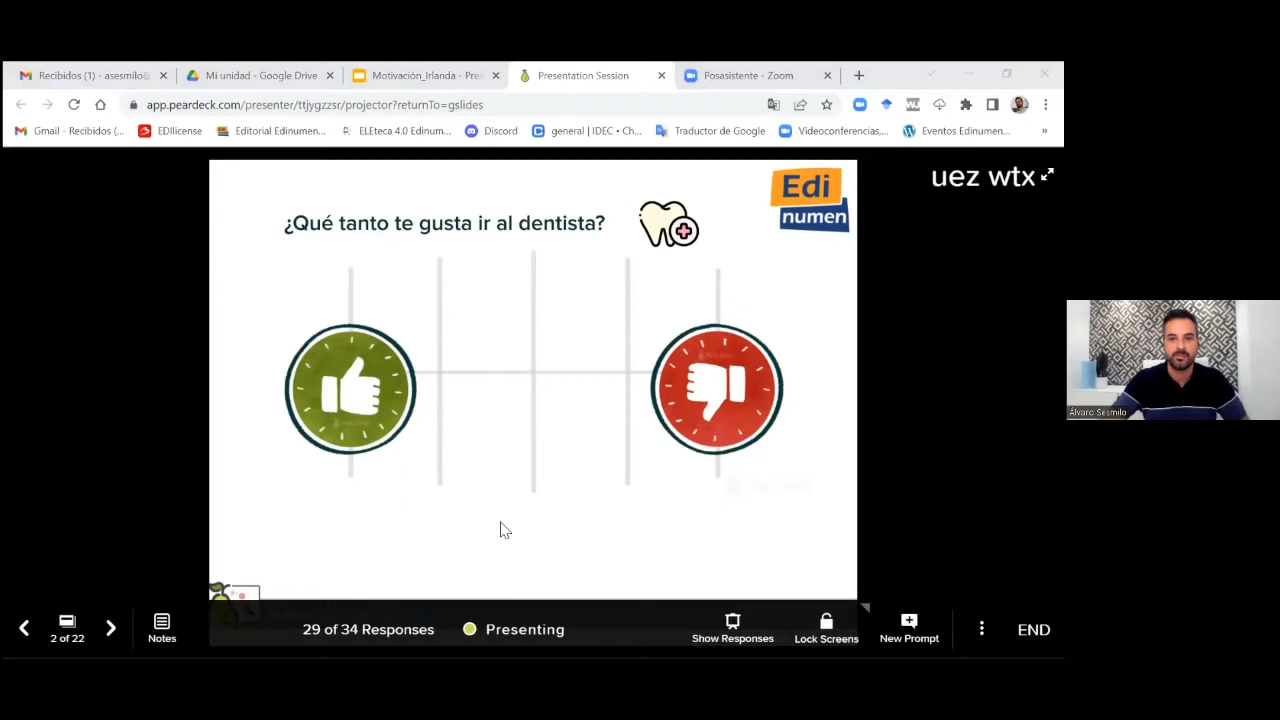 Recibidos (1) - asesmilo@
Mi unidad - Google Drive
Motivación_Irlanda - Pres
Presentation Session
Posasistente - Zoom
app.peardeck.com/presenter/ttjygzzsr/projector?returnTo=gslides
Gmail - Recibidos (...
EDIlicense
Editorial Edinumen...
ELEteca 4.0 Edinum...
Discord
general | IDEC • Ch...
Traductor de Google
Videoconferencias,...
Eventos Edinumen...
»
uez wtx
Edi
numen
¿Qué tanto te gusta ir al dentista?
Álvaro Sesmilo
2 of 22
Notes
29 of 34 Responses
Presenting
Show Responses
Lock Screens
New Prompt
END